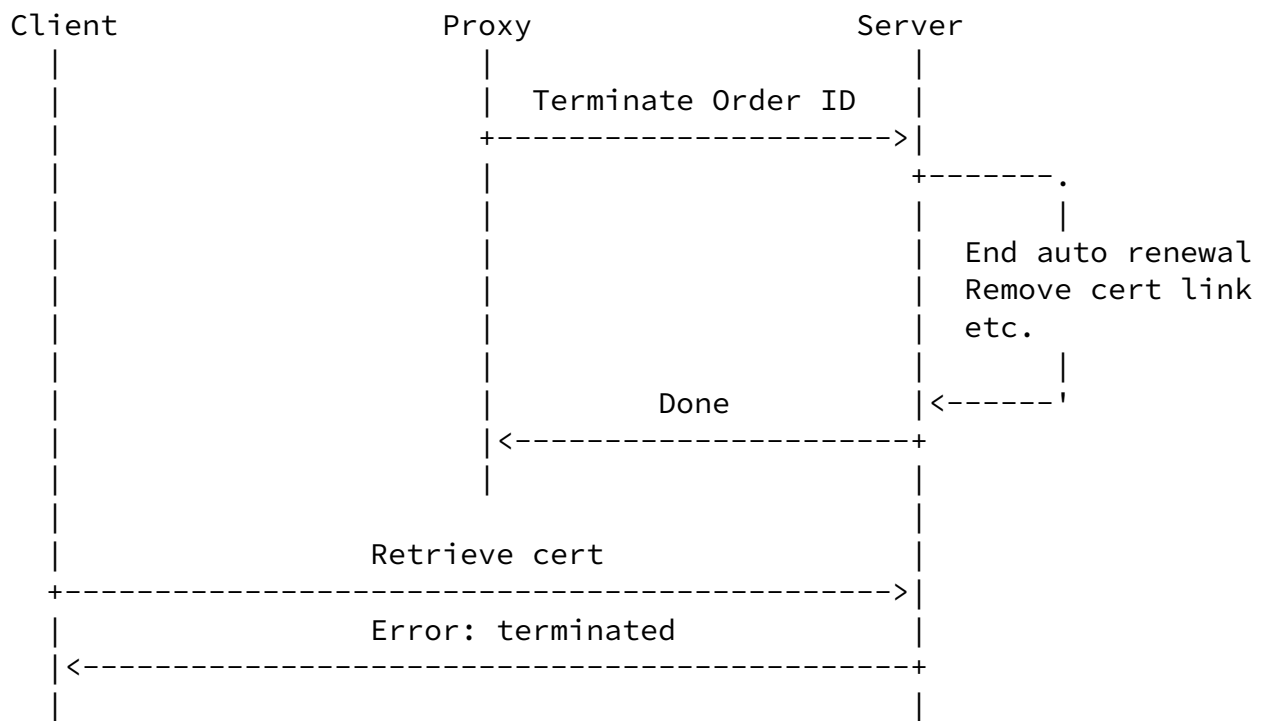 Client Proxy Server
Terminate Order ID
End auto renewal
Remove cert link
etc.
Done
Retrieve cert
Error: terminated